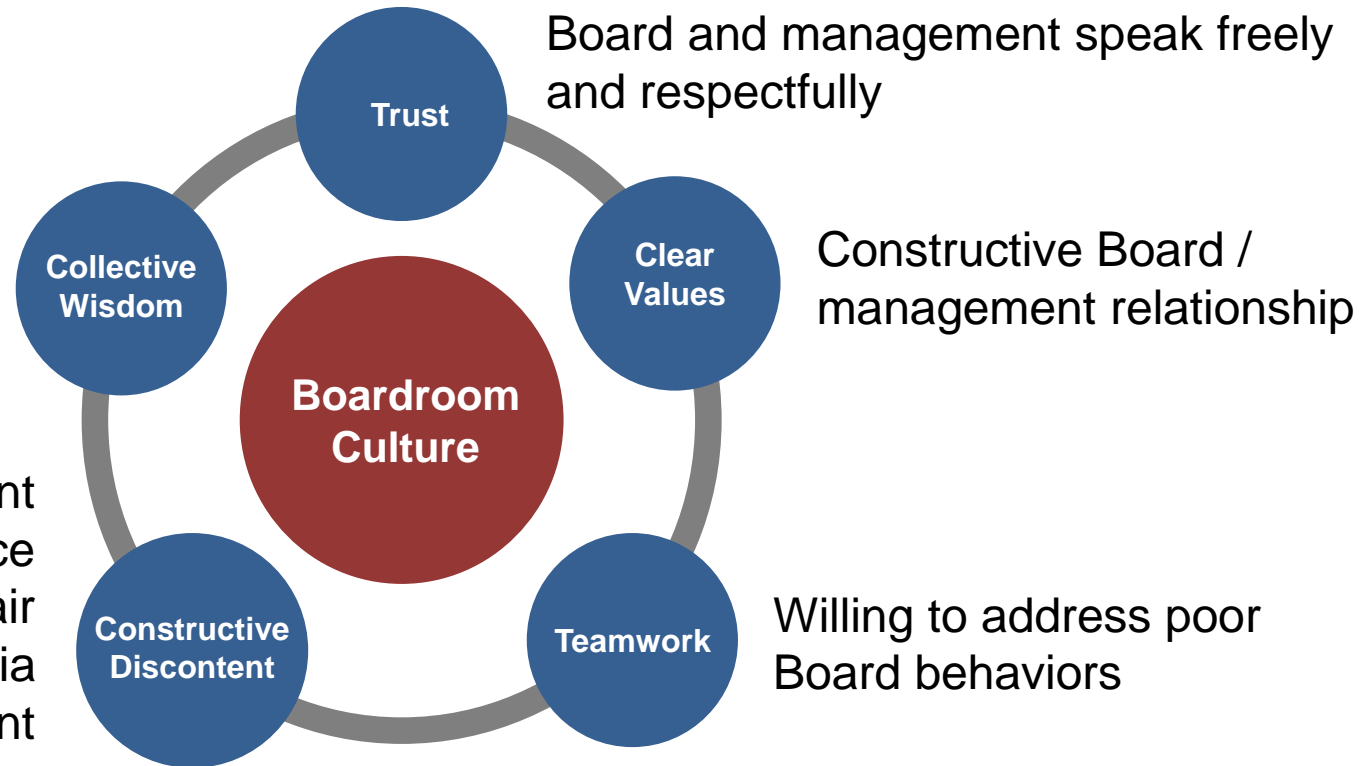 Board and management speak freely
and respectfully
Trust
Clear
Values
Constructive Board /
management relationship
Collective
Wisdom
Boardroom
Culture
Constructive
Discontent
Teamwork
Willing to address poor
Board behaviors